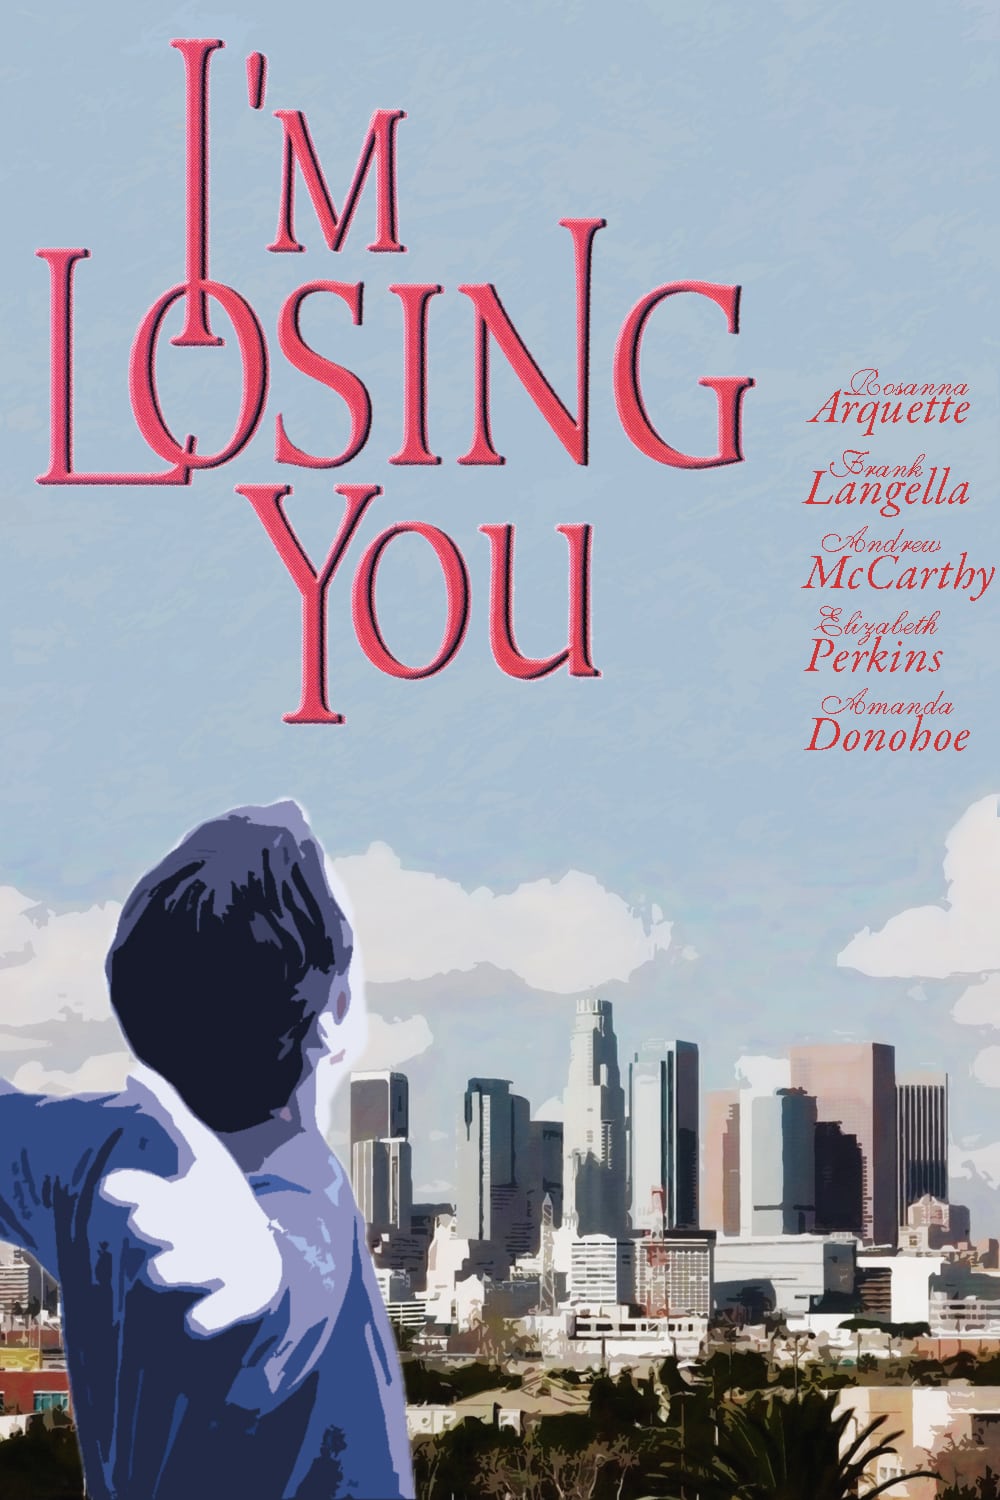 I'M
LOSING
YOU
Rosanna
Arquette
Frank
Langella
Andrew
McCarthy
Elizabeth
Perkins
Amanda
Donohoe